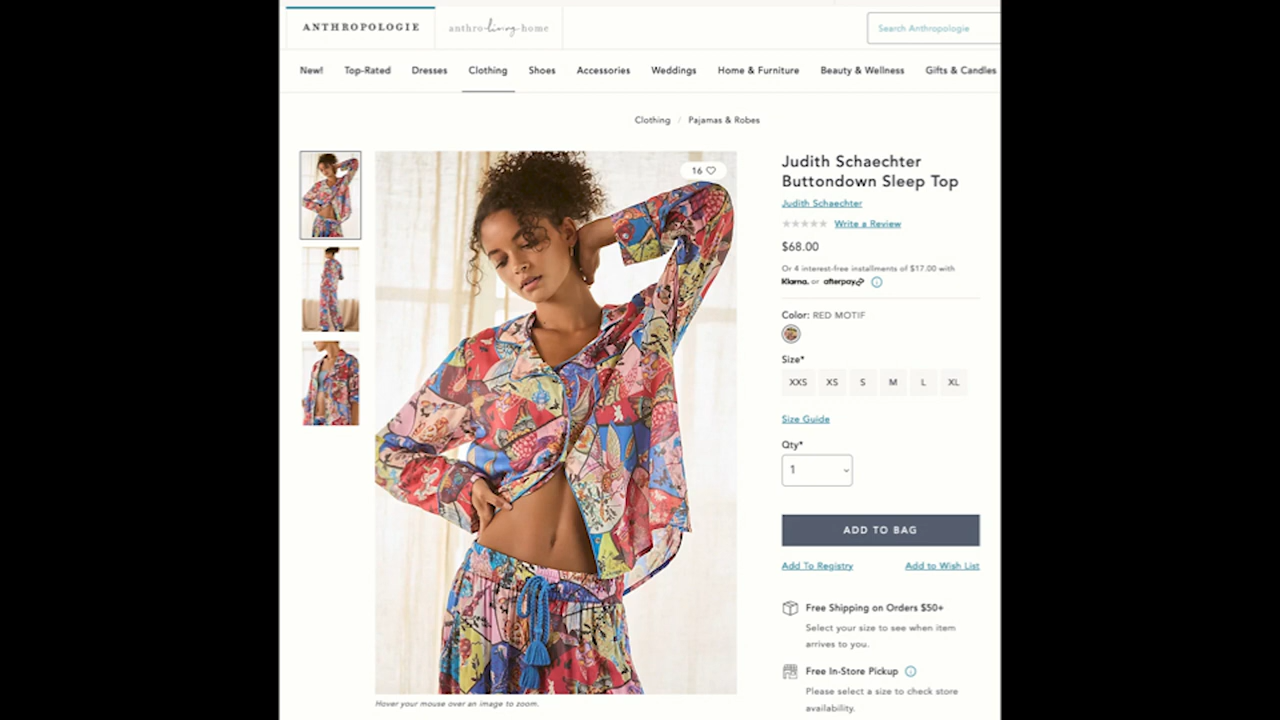 ANTHROPOLOGIE
anthro living home
Search Anthropologie
New! Top-Rated Dresses Clothing Shoes Accessories Weddings Home & Furniture Beauty & Wellness Gifts & Candles
Clothing / Pajamas & Robes
16
Judith Schaechter
Buttondown Sleep Top
Judith Schaechter
Write a Review
$68.00
Or 4 interest-free installments of $17.00 with
Klarna. or afterpay
Color: RED MOTIF
Size*
XXS XS S M L XL
Size Guide
Qty*
1
ADD TO BAG
Add To Registry Add to Wish List
Free Shipping on Orders $50+
Select your size to see when item
arrives to you.
Free In-Store Pickup
Please select a size to check store
availability.
Hover your mouse over an image to zoom.